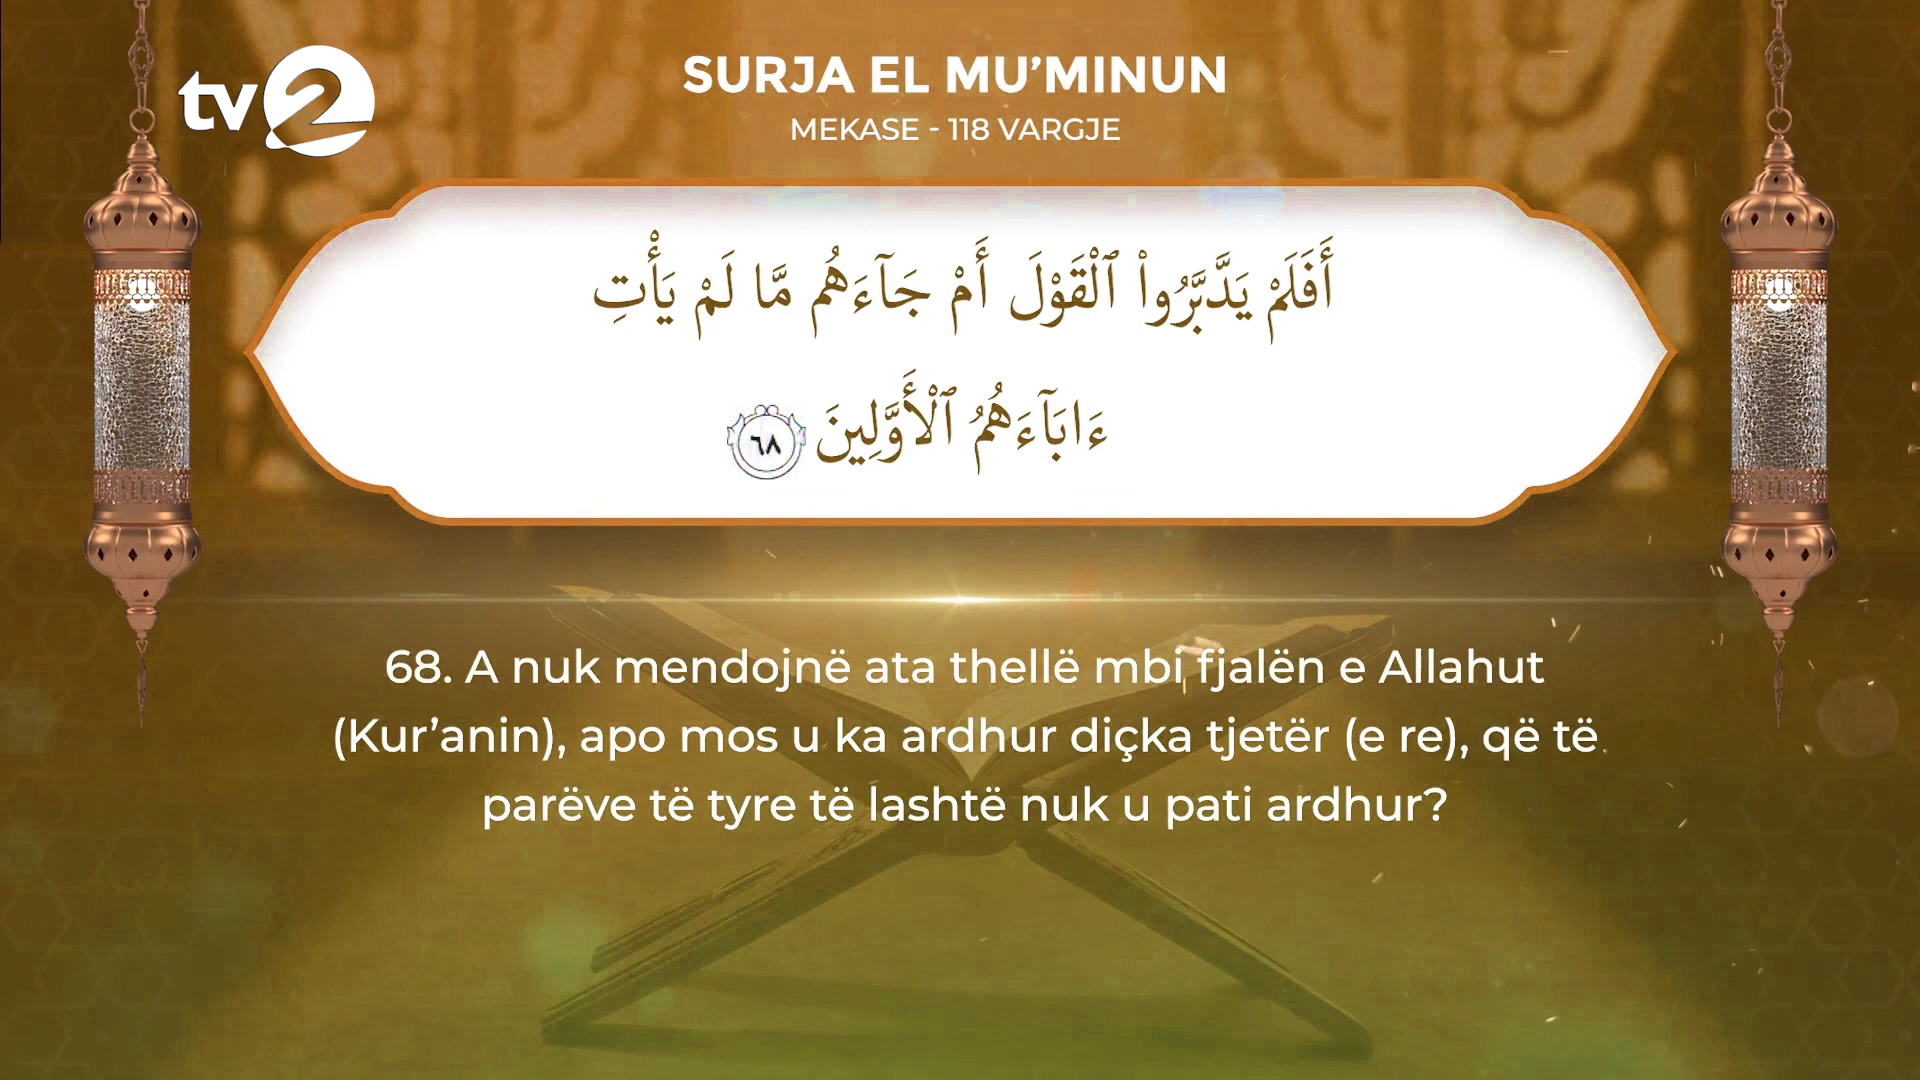 tv2
SURJA EL MU’MINUN
MEKASE - 118 VARGJE
أَفَلَمْ يَدَّبَّرُوا۟ ٱلْقَوْلَ أَمْ جَآءَهُم مَّا لَمْ يَأْتِ
ءَابَآءَهُمُ ٱلْأَوَّلِينَ ٦٨
68. A nuk mendojnë ata thellë mbi fjalën e Allahut
(Kur’anin), apo mos u ka ardhur diçka tjetër (e re), që të
parëve të tyre të lashtë nuk u pati ardhur?